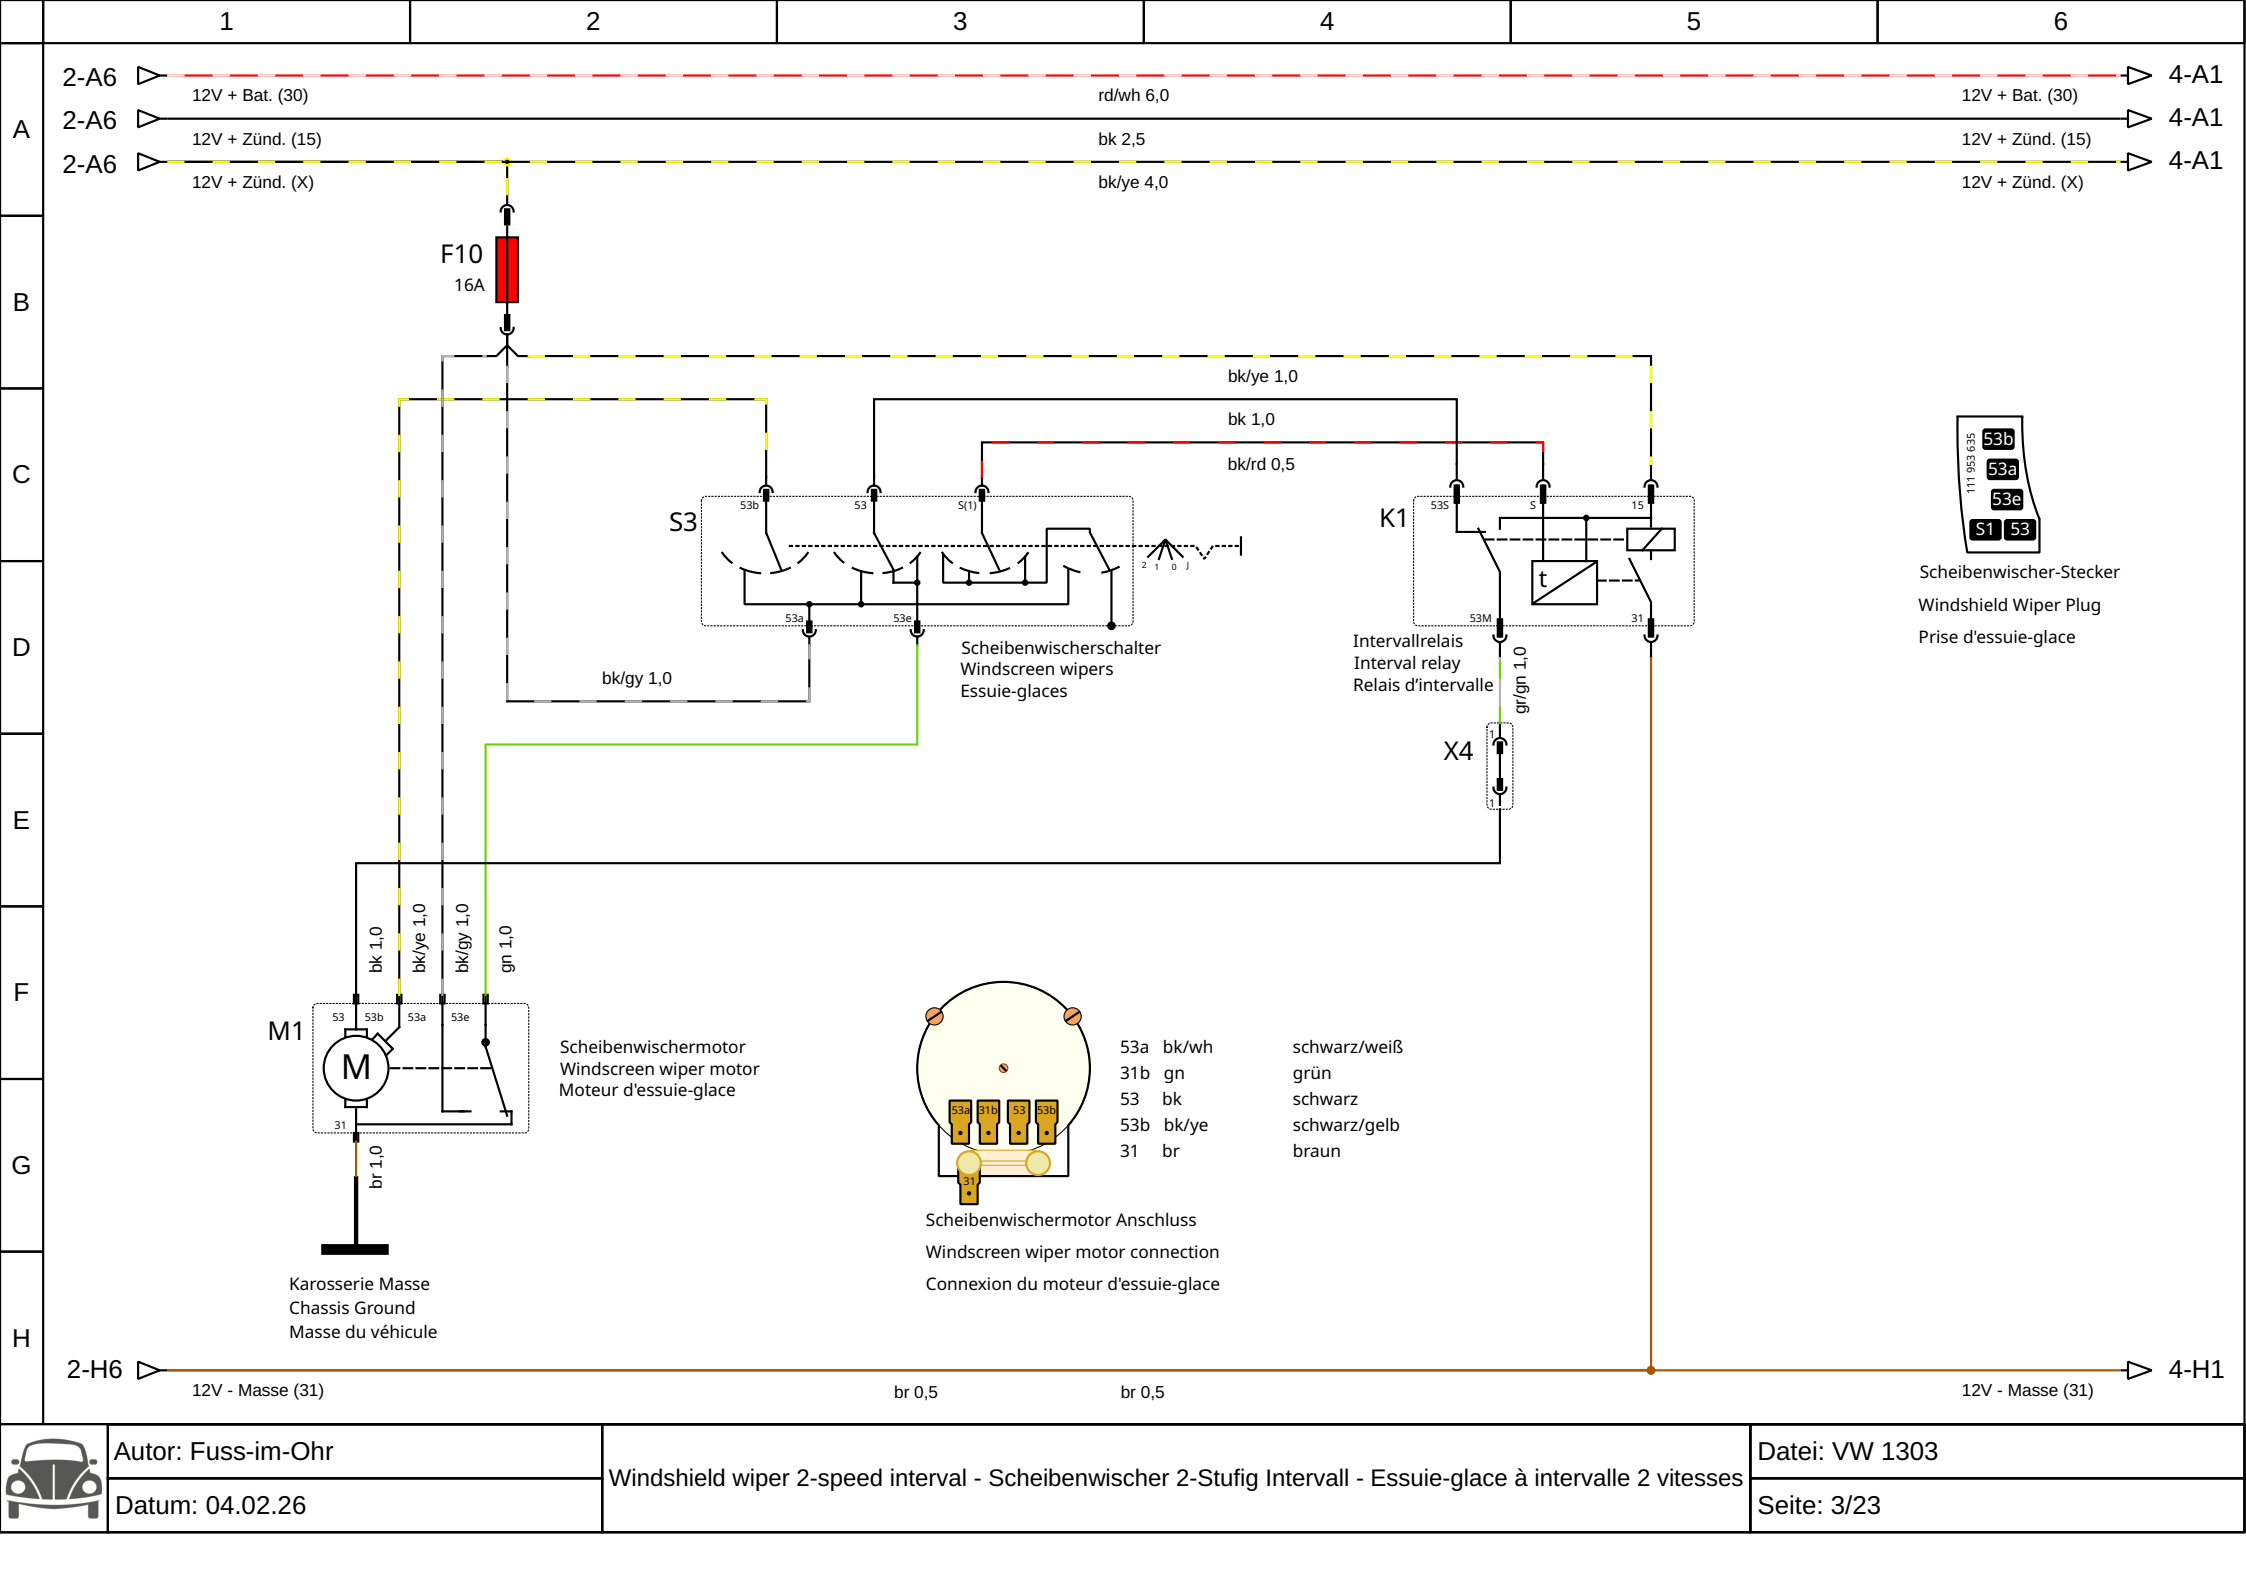 1 2 3 4 5 6
A
B
C
D
E
F
G
H
2-A6
12V + Bat. (30)
rd/wh 6,0
12V + Bat. (30)
4-A1
2-A6
12V + Zünd. (15)
bk 2,5
12V + Zünd. (15)
4-A1
2-A6
12V + Zünd. (X)
bk/ye 4,0
12V + Zünd. (X)
4-A1
F10
16A
bk/ye 1,0
bk 1,0
bk/rd 0,5
S3
53b
53
S(1)
53a
53e
2 1 0 J
Scheibenwischerschalter
Windscreen wipers
Essuie-glaces
bk/gy 1,0
K1
53S
S
15
t
53M
31
Intervallrelais
Interval relay
Relais d’intervalle
gr/gn 1,0
X4
1
1
111 953 635
53b
53a
53e
S1 53
Scheibenwischer-Stecker
Windshield Wiper Plug
Prise d'essuie-glace
bk 1,0
bk/ye 1,0
bk/gy 1,0
gn 1,0
M1
53 53b 53a 53e
M
31
br 1,0
Scheibenwischermotor
Windscreen wiper motor
Moteur d'essuie-glace
Karosserie Masse
Chassis Ground
Masse du véhicule
53a 31b 53 53b
31
53a bk/wh schwarz/weiß
31b gn grün
53 bk schwarz
53b bk/ye schwarz/gelb
31 br braun
Scheibenwischermotor Anschluss
Windscreen wiper motor connection
Connexion du moteur d'essuie-glace
2-H6
12V - Masse (31)
br 0,5
br 0,5
12V - Masse (31)
4-H1
Autor: Fuss-im-Ohr
Datum: 04.02.26
Windshield wiper 2-speed interval - Scheibenwischer 2-Stufig Intervall - Essuie-glace à intervalle 2 vitesses
Datei: VW 1303
Seite: 3/23